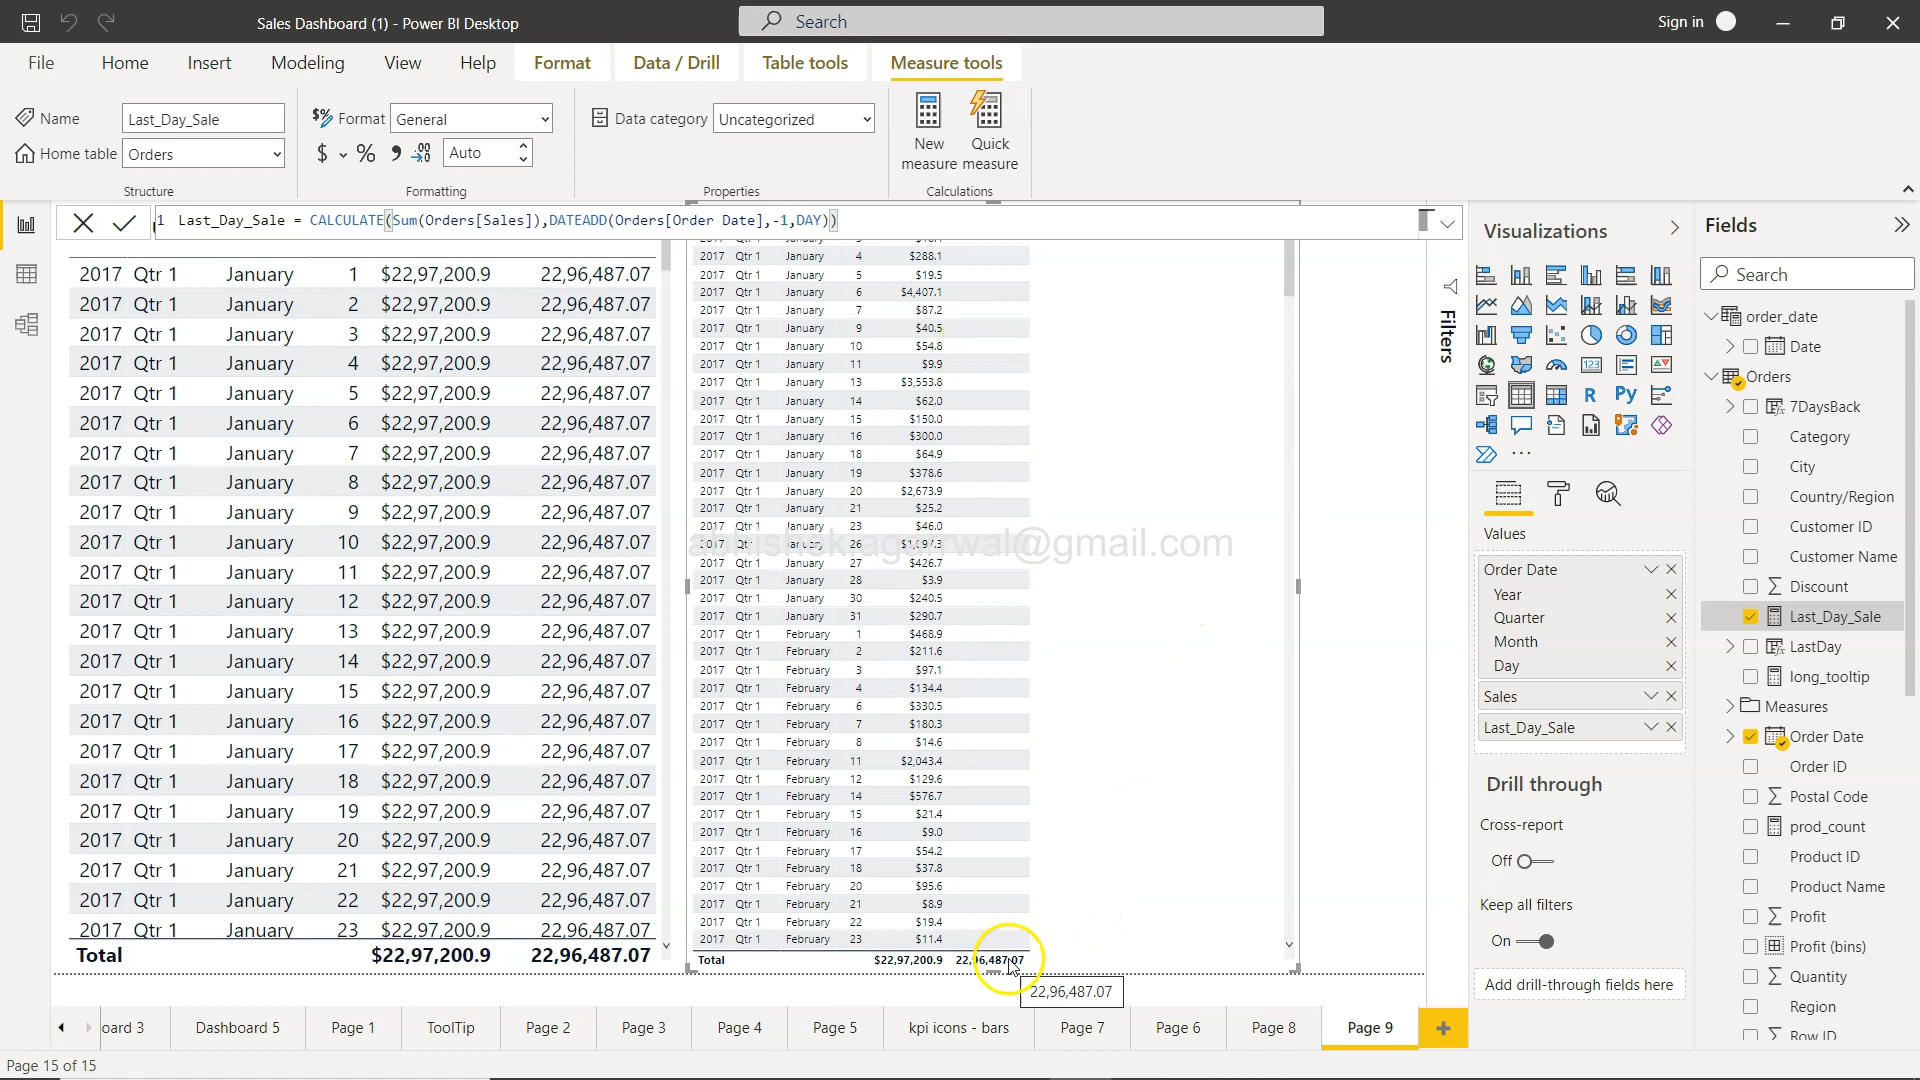 Sales Dashboard (1) - Power BI Desktop
Search
Sign in
File Home Insert Modeling View Help Format Data / Drill Table tools Measure tools
Name Last_Day_Sale
Home table Orders
Structure
Format General
$ % , Auto
Formatting
Data category Uncategorized
Properties
New measure
Quick measure
Calculations
1 Last_Day_Sale = CALCULATE(Sum(Orders[Sales]),DATEADD(Orders[Order Date],-1,DAY))
2017 Qtr 1 January 1 $22,97,200.9 22,96,487.07
2017 Qtr 1 January 2 $22,97,200.9 22,96,487.07
2017 Qtr 1 January 3 $22,97,200.9 22,96,487.07
2017 Qtr 1 January 4 $22,97,200.9 22,96,487.07
2017 Qtr 1 January 5 $22,97,200.9 22,96,487.07
2017 Qtr 1 January 6 $22,97,200.9 22,96,487.07
2017 Qtr 1 January 7 $22,97,200.9 22,96,487.07
2017 Qtr 1 January 8 $22,97,200.9 22,96,487.07
2017 Qtr 1 January 9 $22,97,200.9 22,96,487.07
2017 Qtr 1 January 10 $22,97,200.9 22,96,487.07
2017 Qtr 1 January 11 $22,97,200.9 22,96,487.07
2017 Qtr 1 January 12 $22,97,200.9 22,96,487.07
2017 Qtr 1 January 13 $22,97,200.9 22,96,487.07
2017 Qtr 1 January 14 $22,97,200.9 22,96,487.07
2017 Qtr 1 January 15 $22,97,200.9 22,96,487.07
2017 Qtr 1 January 16 $22,97,200.9 22,96,487.07
2017 Qtr 1 January 17 $22,97,200.9 22,96,487.07
2017 Qtr 1 January 18 $22,97,200.9 22,96,487.07
2017 Qtr 1 January 19 $22,97,200.9 22,96,487.07
2017 Qtr 1 January 20 $22,97,200.9 22,96,487.07
2017 Qtr 1 January 21 $22,97,200.9 22,96,487.07
2017 Qtr 1 January 22 $22,97,200.9 22,96,487.07
2017 Qtr 1 January 23 $22,97,200.9 22,96,487.07
Total $22,97,200.9 22,96,487.07
2017 Qtr 1 January 4 $288.1
2017 Qtr 1 January 5 $19.5
2017 Qtr 1 January 6 $4,407.1
2017 Qtr 1 January 7 $87.2
2017 Qtr 1 January 9 $40.5
2017 Qtr 1 January 10 $54.8
2017 Qtr 1 January 11 $9.9
2017 Qtr 1 January 13 $3,553.8
2017 Qtr 1 January 14 $62.0
2017 Qtr 1 January 15 $150.0
2017 Qtr 1 January 16 $300.0
2017 Qtr 1 January 18 $64.9
2017 Qtr 1 January 19 $378.6
2017 Qtr 1 January 20 $2,673.9
2017 Qtr 1 January 21 $25.2
2017 Qtr 1 January 23 $46.0
2017 Qtr 1 January 26 $1,097.3
2017 Qtr 1 January 27 $426.7
2017 Qtr 1 January 28 $3.9
2017 Qtr 1 January 30 $240.5
2017 Qtr 1 January 31 $290.7
2017 Qtr 1 February 1 $468.9
2017 Qtr 1 February 2 $211.6
2017 Qtr 1 February 3 $97.1
2017 Qtr 1 February 4 $134.4
2017 Qtr 1 February 6 $330.5
2017 Qtr 1 February 7 $180.3
2017 Qtr 1 February 8 $14.6
2017 Qtr 1 February 11 $2,043.4
2017 Qtr 1 February 12 $129.6
2017 Qtr 1 February 14 $576.7
2017 Qtr 1 February 15 $21.4
2017 Qtr 1 February 16 $9.0
2017 Qtr 1 February 17 $54.2
2017 Qtr 1 February 18 $37.8
2017 Qtr 1 February 20 $95.6
2017 Qtr 1 February 21 $8.9
2017 Qtr 1 February 22 $19.4
2017 Qtr 1 February 23 $11.4
Total $22,97,200.9 22,96,487.07
22,96,487.07
Filters
Visualizations
R Py
123
Values
Order Date
Year
Quarter
Month
Day
Sales
Last_Day_Sale
Drill through
Cross-report
Off
Keep all filters
On
Add drill-through fields here
Fields
Search
order_date
Date
Orders
7DaysBack
Category
City
Country/Region
Customer ID
Customer Name
Discount
Last_Day_Sale
LastDay
long_tooltip
Measures
Order Date
Order ID
Postal Code
prod_count
Product ID
Product Name
Profit
Profit (bins)
Quantity
Region
Row ID
oard 3 Dashboard 5 Page 1 ToolTip Page 2 Page 3 Page 4 Page 5 kpi icons - bars Page 7 Page 6 Page 8 Page 9
Page 15 of 15